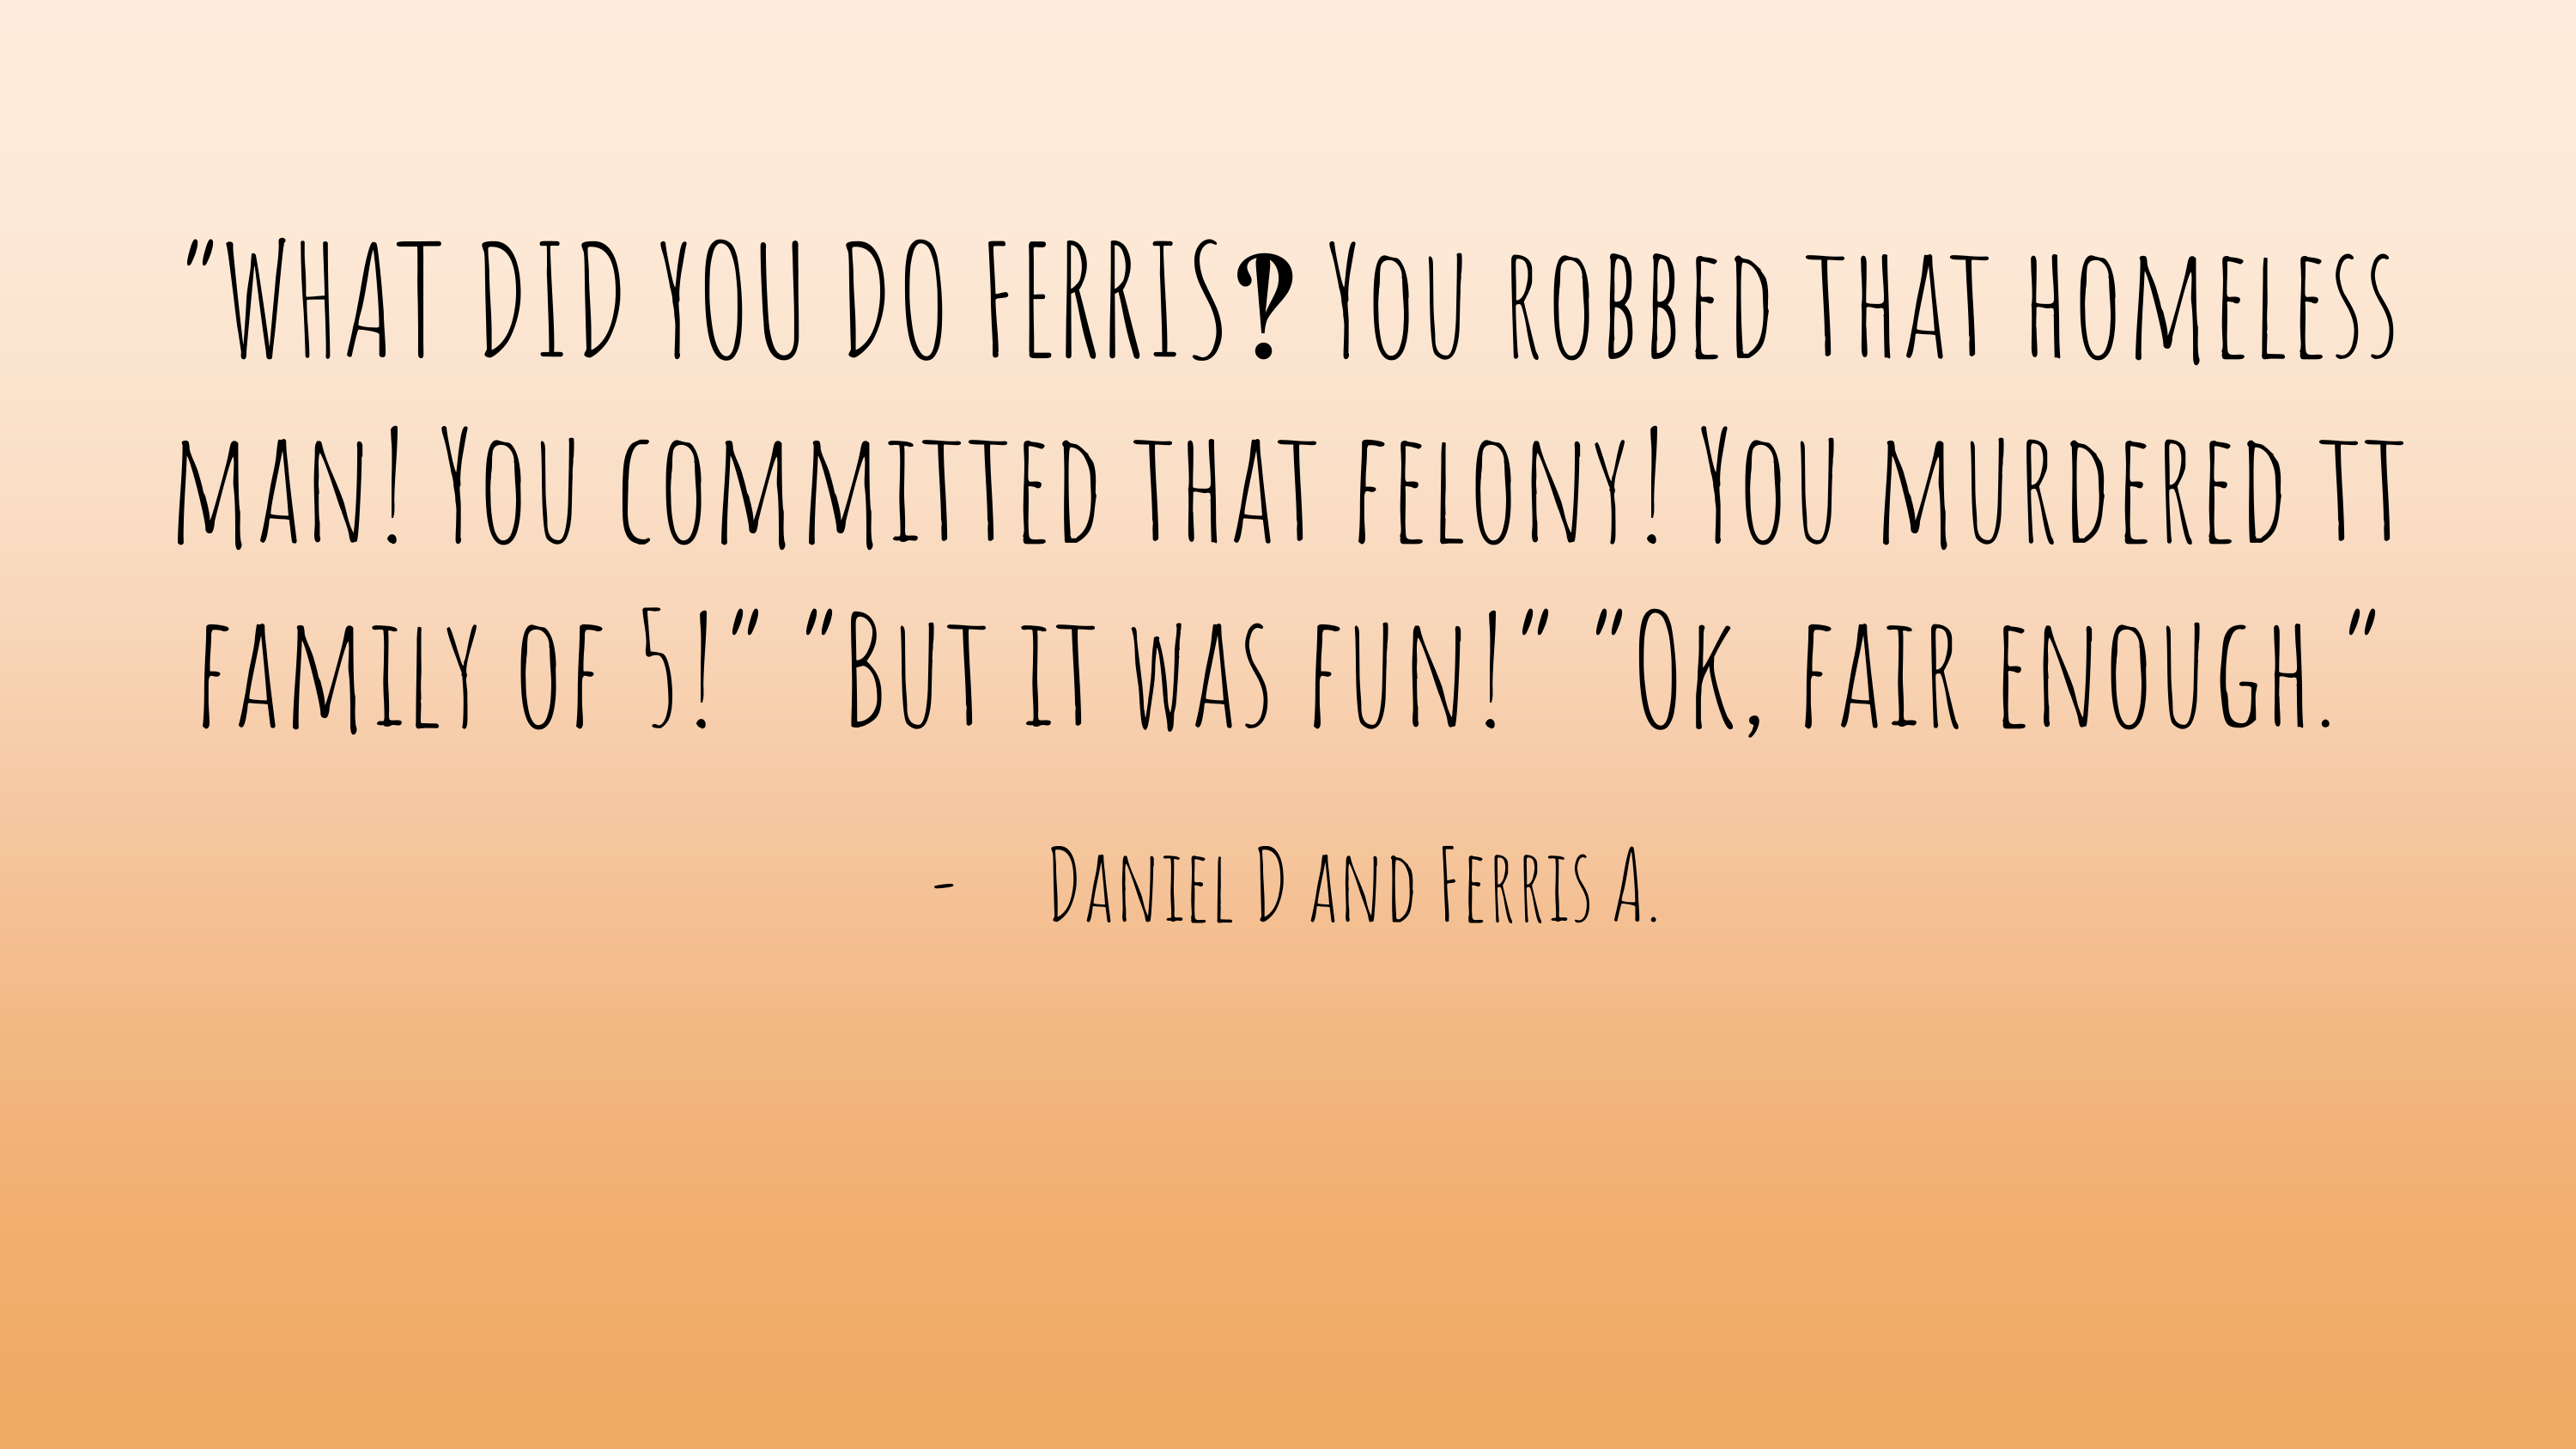 “WHAT DID YOU DO FERRIS‽ You robbed that homeless
man! You committed that felony! You murdered tt
family of 5!” “But it was fun!” “Ok, fair enough.”
- Daniel D and Ferris A.